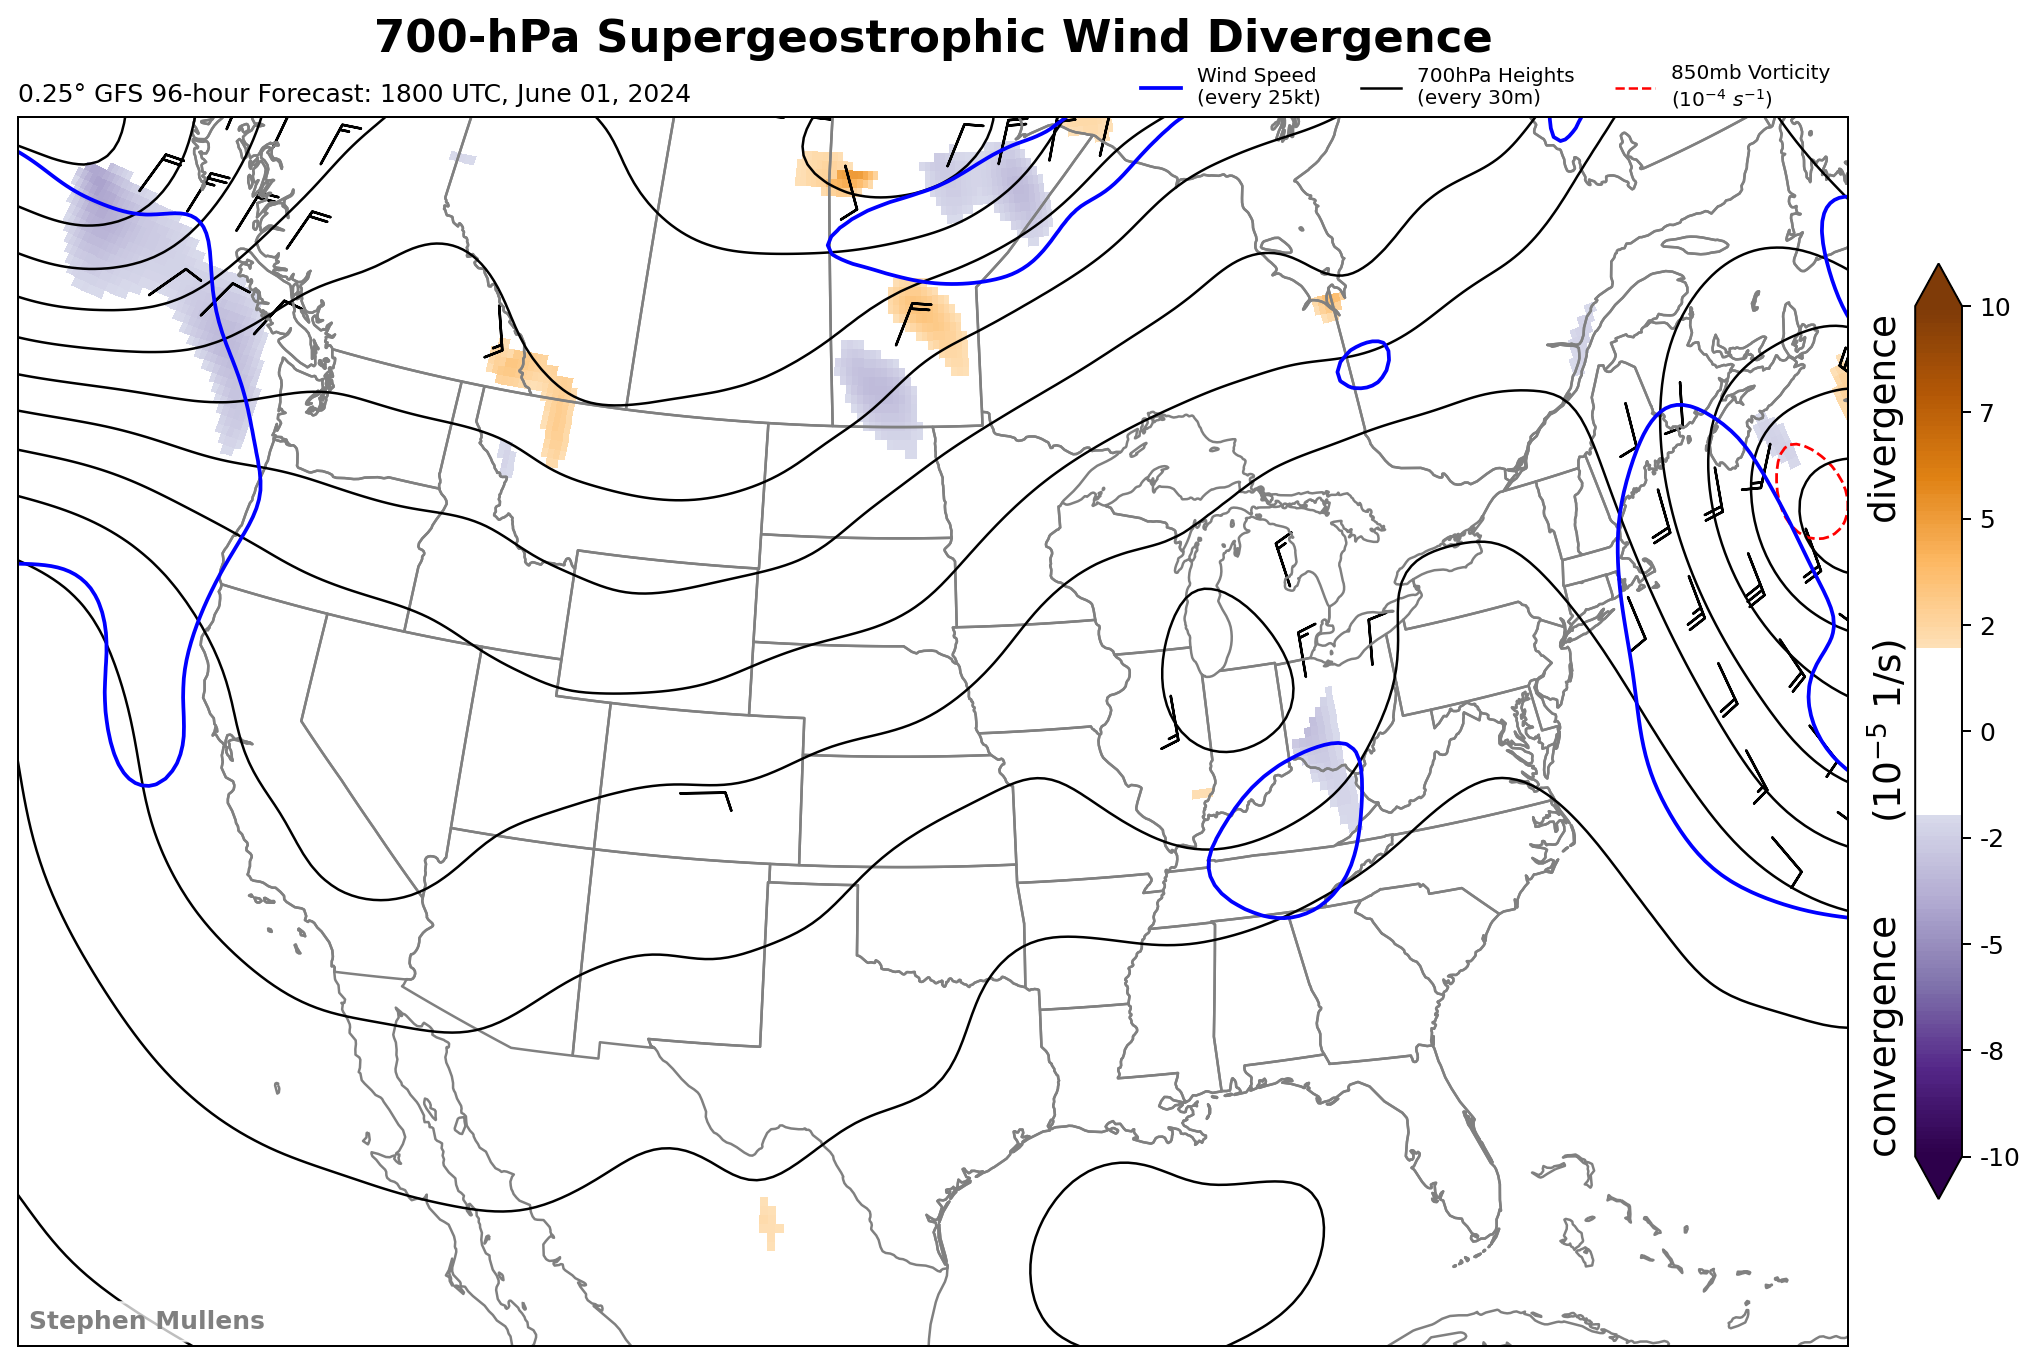 700-hPa Supergeostrophic Wind Divergence
0.25° GFS 96-hour Forecast: 1800 UTC, June 01, 2024
Wind Speed
(every 25kt)
700hPa Heights
(every 30m)
850mb Vorticity
(10⁻⁴ s⁻¹)
10
7
5
2
0
-2
-5
-8
-10
convergence (10⁻⁵ 1/s) divergence
Stephen Mullens